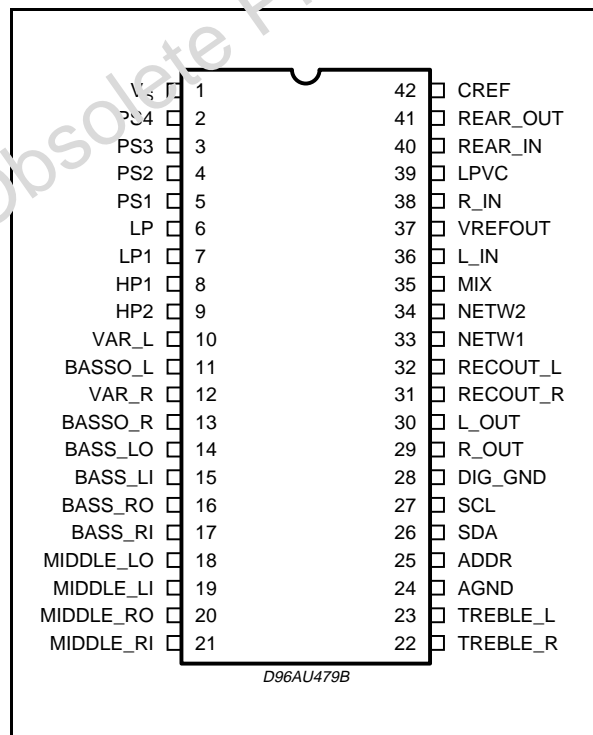 Obsolete
VS 1 42 CREF
PS4 2 41 REAR_OUT
PS3 3 40 REAR_IN
PS2 4 39 LPVC
PS1 5 38 R_IN
LP 6 37 VREFOUT
LP1 7 36 L_IN
HP1 8 35 MIX
HP2 9 34 NETW2
VAR_L 10 33 NETW1
BASSO_L 11 32 RECOUT_L
VAR_R 12 31 RECOUT_R
BASSO_R 13 30 L_OUT
BASS_LO 14 29 R_OUT
BASS_LI 15 28 DIG_GND
BASS_RO 16 27 SCL
BASS_RI 17 26 SDA
MIDDLE_LO 18 25 ADDR
MIDDLE_LI 19 24 AGND
MIDDLE_RO 20 23 TREBLE_L
MIDDLE_RI 21 22 TREBLE_R
D96AU479B